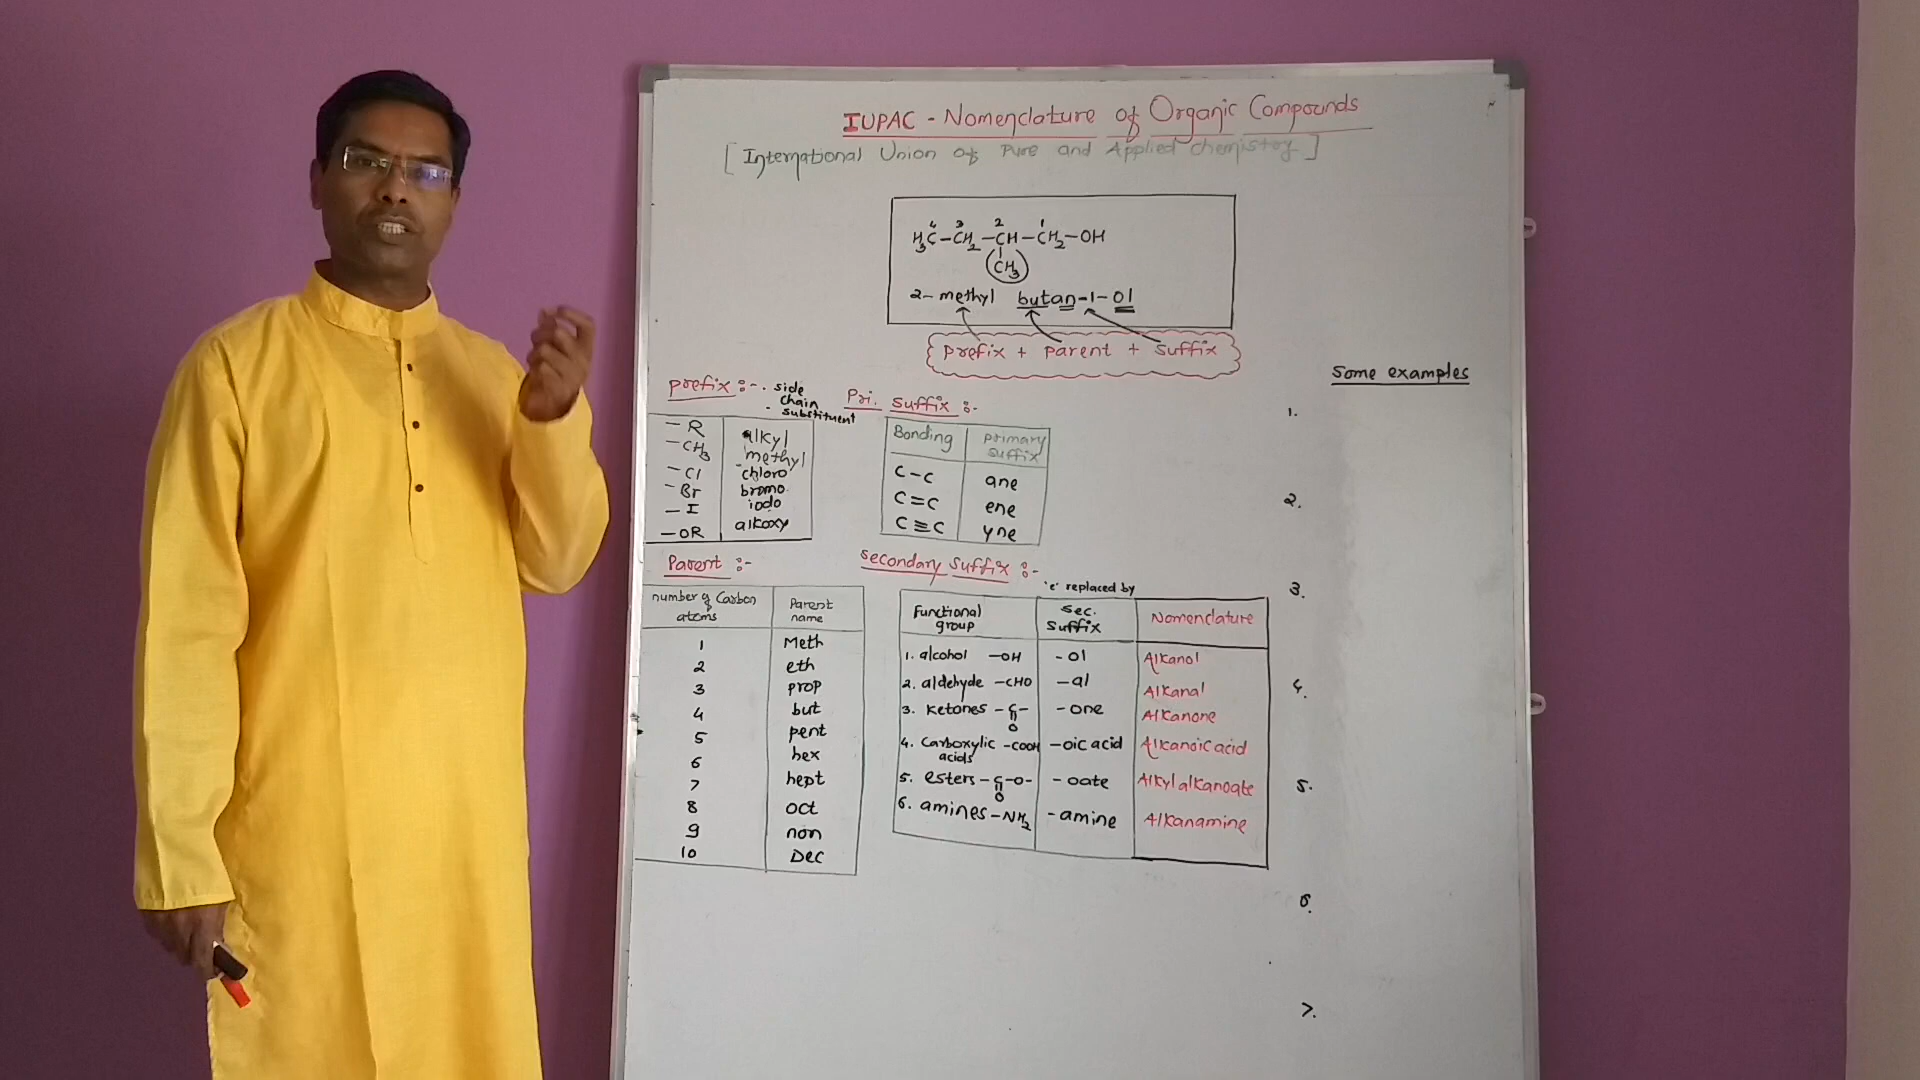 IUPAC - Nomenclature of Organic Compounds
[International Union of Pure and Applied chemistry]
4 3 2 1
H3C-CH2-CH-CH2-OH
CH3
2-methyl butan-1-ol
prefix + parent + suffix
prefix :- . side
chain
- substituent
-R alkyl
-CH3 methyl
-Cl chloro
-Br bromo
-I iodo
-OR alkoxy
Pri. suffix :-
Bonding primary
suffix
C-C ane
C=C ene
C≡C yne
Parent :-
number of Carbon
atoms
Parent
name
1 Meth
2 eth
3 prop
4 but
5 pent
6 hex
7 hept
8 oct
9 non
10 Dec
Secondary Suffix :-
'e' replaced by
Functional
group
Sec.
Suffix
Nomenclature
1. alcohol -OH -ol Alkanol
2. aldehyde -CHO -al Alkanal
3. ketones -C- -one Alkanone
O
4. Carboxylic -COOH -oic acid Alkanoic acid
acids
5. esters -C-O- -oate Alkyl alkanoate
O
6. amines -NH2 -amine Alkanamine
Some examples
1.
2.
3.
4.
5.
6.
7.